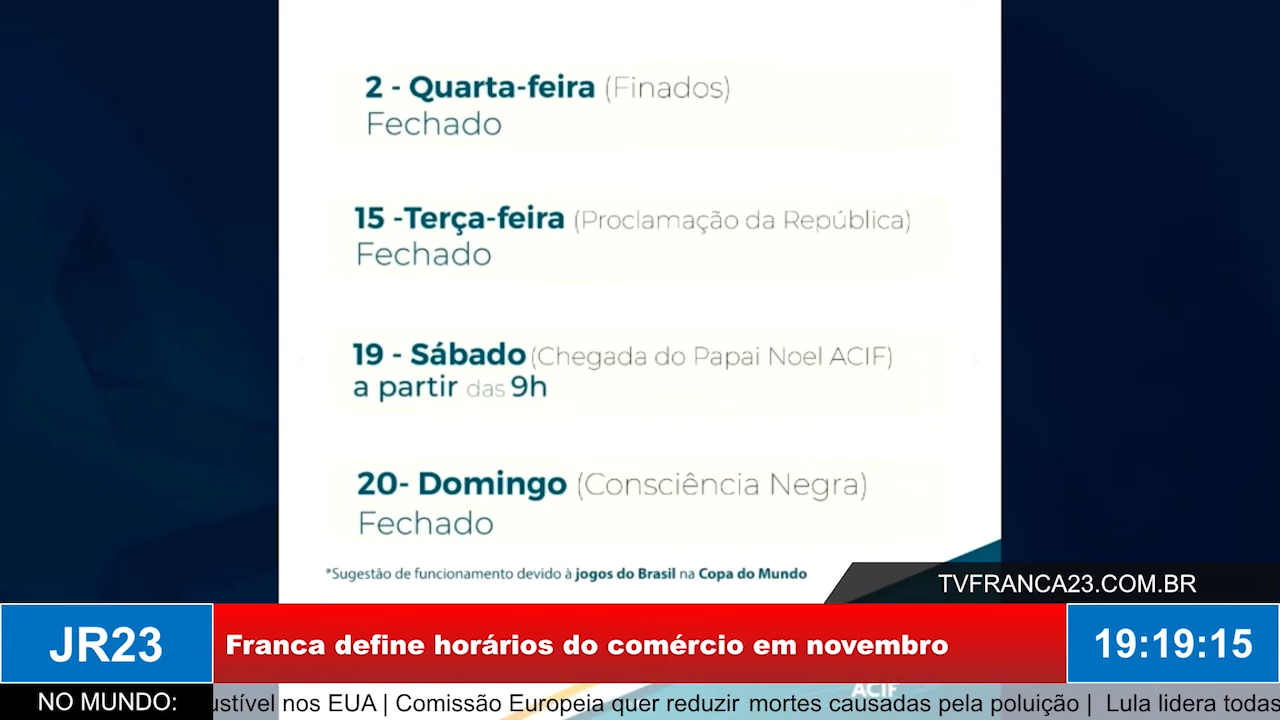 2 - Quarta-feira (Finados)
Fechado
15 -Terça-feira (Proclamação da República)
Fechado
19 - Sábado (Chegada do Papai Noel ACIF)
a partir das 9h
20- Domingo (Consciência Negra)
Fechado
*Sugestão de funcionamento devido à jogos do Brasil na Copa do Mundo
TVFRANCA23.COM.BR
JR23
Franca define horários do comércio em novembro
19:19:15
ACIF
NO MUNDO: ustível nos EUA | Comissão Europeia quer reduzir mortes causadas pela poluição | Lula lidera todas